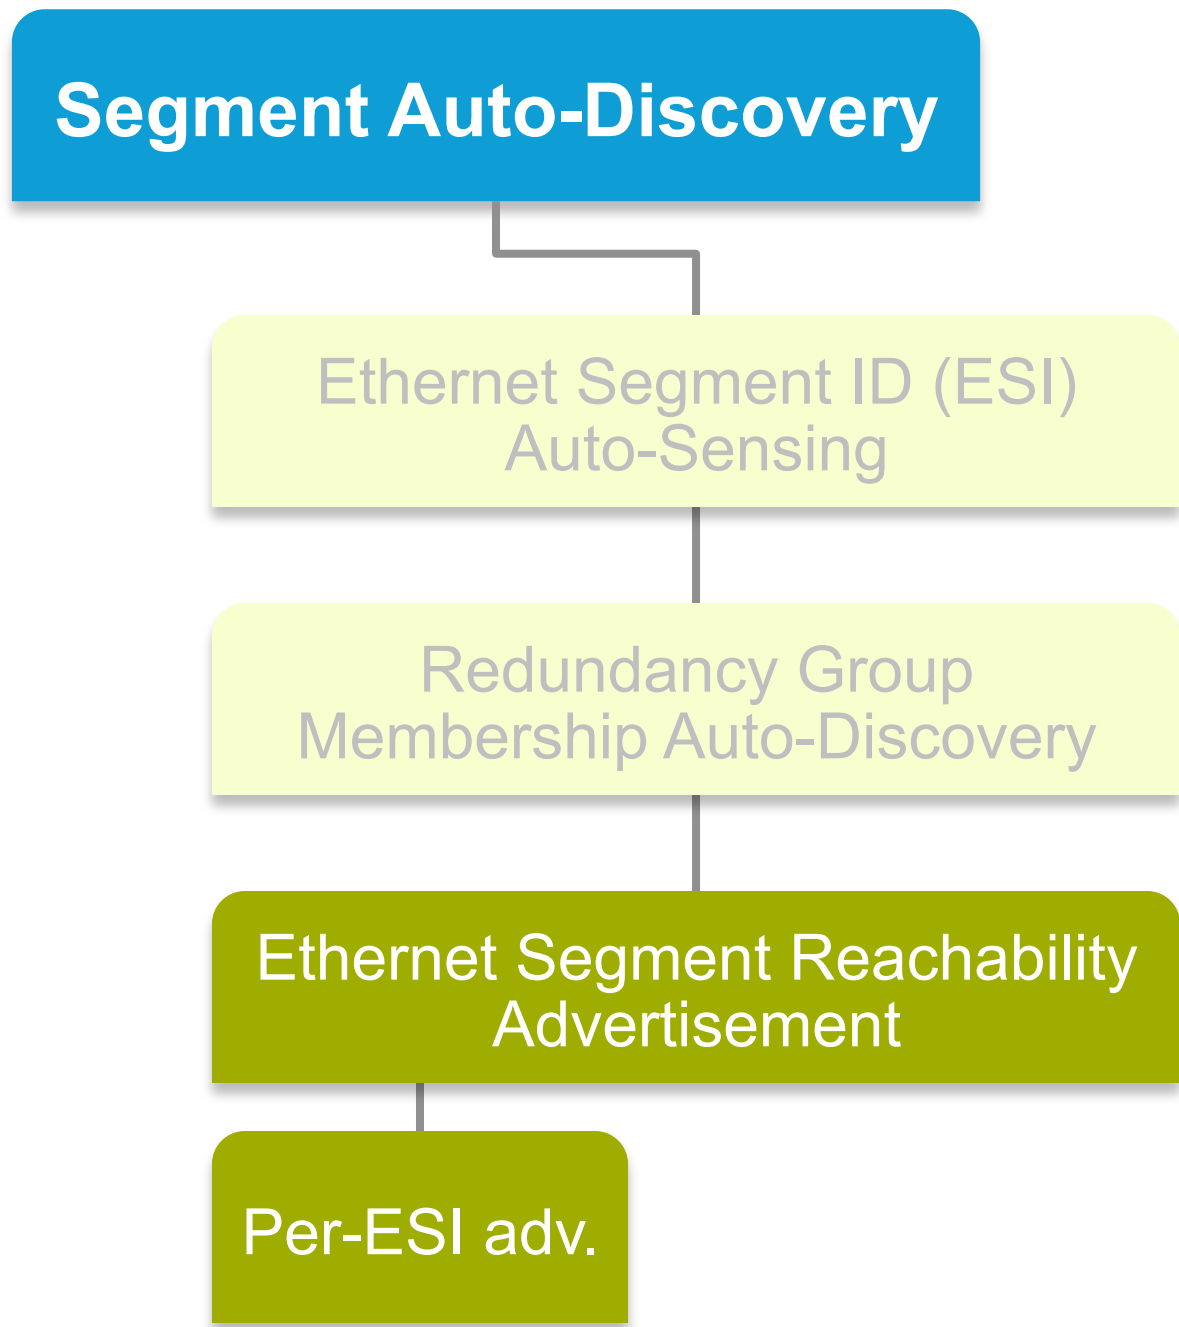 Segment Auto-Discovery
Ethernet Segment ID (ESI)
Auto-Sensing
Redundancy Group
Membership Auto-Discovery
Ethernet Segment Reachability
Advertisement
Per-ESI adv.